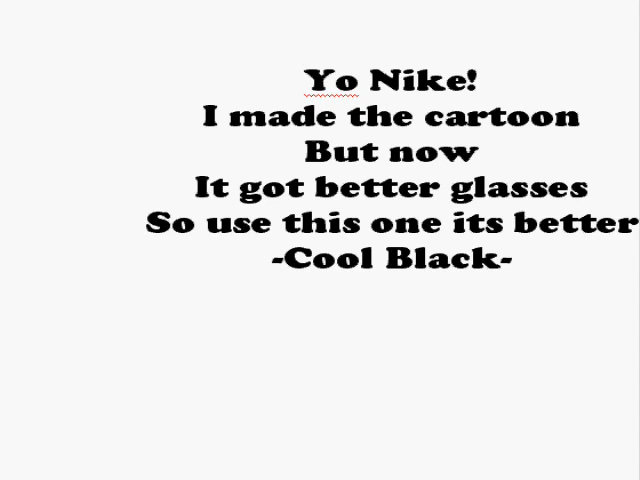 Yo Nike!
I made the cartoon
But now
It got better glasses
So use this one its better
-Cool Black-